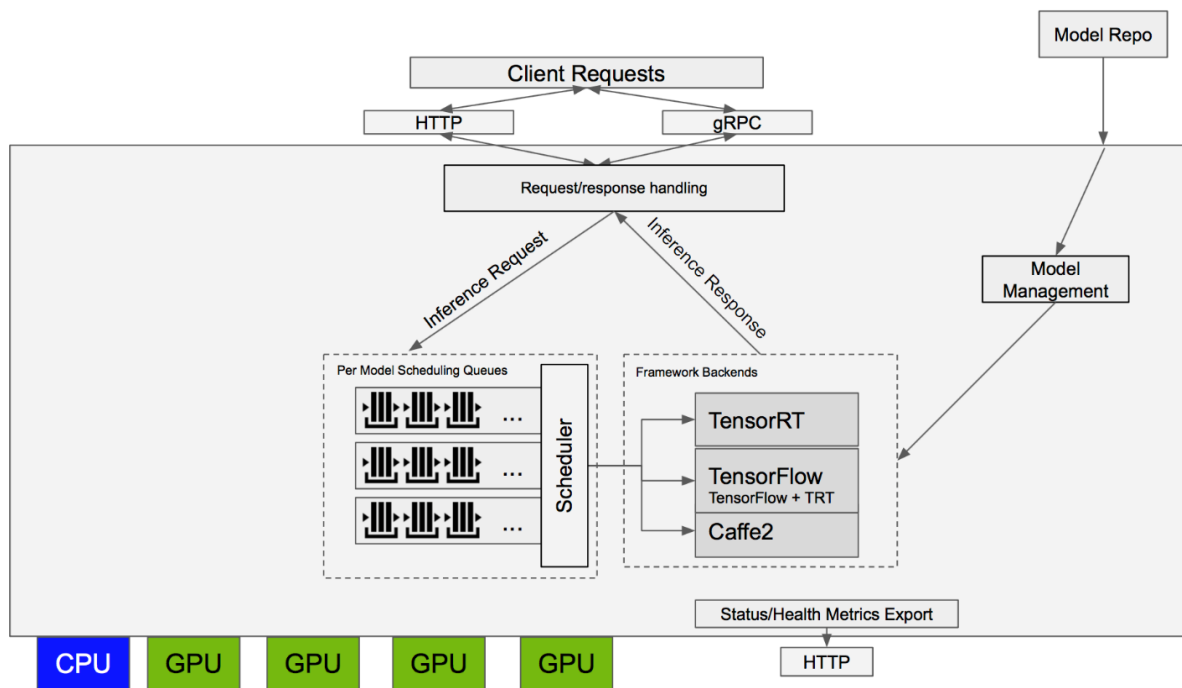 Model Repo
Client Requests
HTTP
gRPC
Request/response handling
Inference Request
Inference Response
Model
Management
Per Model Scheduling Queues
...
...
...
Scheduler
Framework Backends
TensorRT
TensorFlow
TensorFlow + TRT
Caffe2
Status/Health Metrics Export
HTTP
CPU
GPU
GPU
GPU
GPU